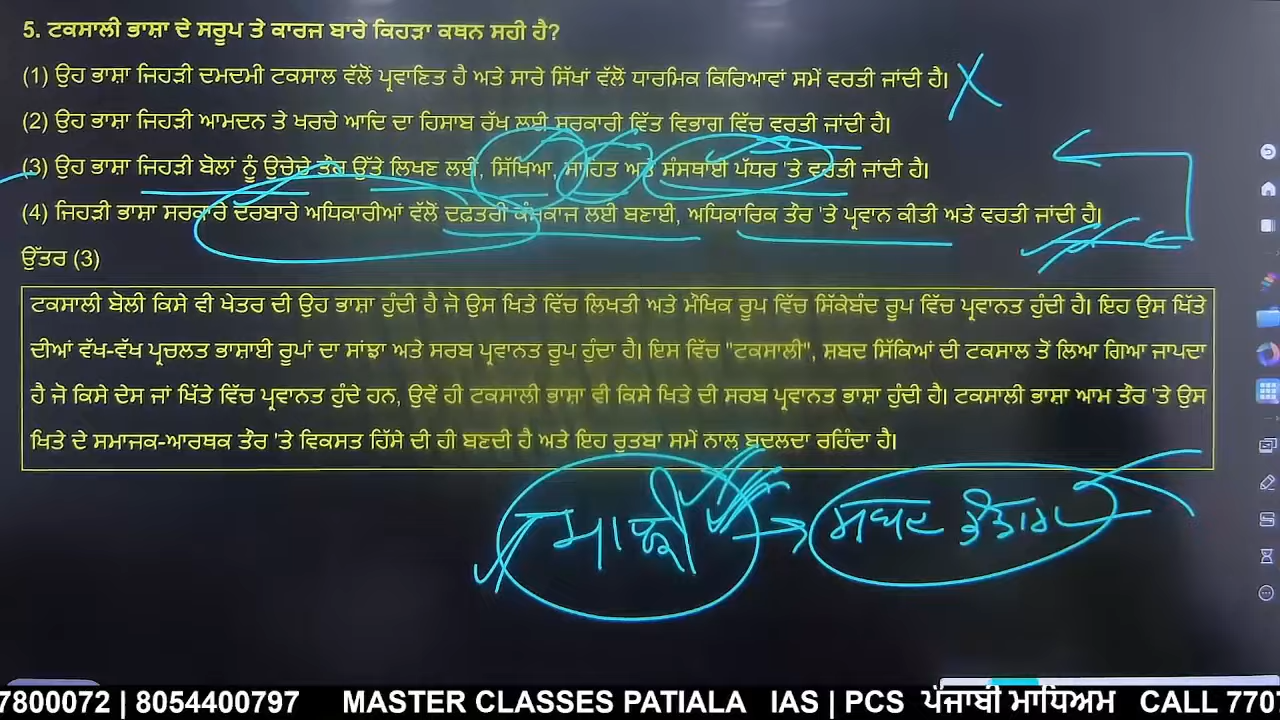 5. ਟਕਸਾਲੀ ਭਾਸ਼ਾ ਦੇ ਸਰੂਪ ਤੇ ਕਾਰਜ ਬਾਰੇ ਕਿਹੜਾ ਕਥਨ ਸਹੀ ਹੈ?
(1) ਉਹ ਭਾਸ਼ਾ ਜਿਹੜੀ ਦਮਦਮੀ ਟਕਸਾਲ ਵੱਲੋਂ ਪ੍ਰਵਾਣਿਤ ਹੈ ਅਤੇ ਸਾਰੇ ਸਿੱਖਾਂ ਵੱਲੋਂ ਧਾਰਮਿਕ ਕਿਰਿਆਵਾਂ ਸਮੇਂ ਵਰਤੀ ਜਾਂਦੀ ਹੈ।
(2) ਉਹ ਭਾਸ਼ਾ ਜਿਹੜੀ ਆਮਦਨ ਤੇ ਖਰਚੇ ਆਦਿ ਦਾ ਹਿਸਾਬ ਰੱਖ ਲਈ ਸਰਕਾਰੀ ਵਿੱਤ ਵਿਭਾਗ ਵਿੱਚ ਵਰਤੀ ਜਾਂਦੀ ਹੈ।
(3) ਉਹ ਭਾਸ਼ਾ ਜਿਹੜੀ ਬੋਲਾਂ ਨੂੰ ਉਚੇਚੇ ਤੌਰ ਉੱਤੇ ਲਿਖਣ ਲਈ, ਸਿੱਖਿਆ, ਸਾਹਿਤ ਅਤੇ ਸੰਸਥਾਈ ਪੱਧਰ 'ਤੇ ਵਰਤੀ ਜਾਂਦੀ ਹੈ।
(4) ਜਿਹੜੀ ਭਾਸ਼ਾ ਸਰਕਾਰੇ ਦਰਬਾਰੇ ਅਧਿਕਾਰੀਆਂ ਵੱਲੋਂ ਦਫ਼ਤਰੀ ਕੰਮਕਾਜ ਲਈ ਬਣਾਈ, ਅਧਿਕਾਰਿਕ ਤੌਰ 'ਤੇ ਪ੍ਰਵਾਨ ਕੀਤੀ ਅਤੇ ਵਰਤੀ ਜਾਂਦੀ ਹੈ।
ਉੱਤਰ (3)
ਟਕਸਾਲੀ ਬੋਲੀ ਕਿਸੇ ਵੀ ਖੇਤਰ ਦੀ ਉਹ ਭਾਸ਼ਾ ਹੁੰਦੀ ਹੈ ਜੋ ਉਸ ਖਿਤੇ ਵਿੱਚ ਲਿਖਤੀ ਅਤੇ ਮੌਖਿਕ ਰੂਪ ਵਿੱਚ ਸਿੱਕੇਬੰਦ ਰੂਪ ਵਿੱਚ ਪ੍ਰਵਾਨਤ ਹੁੰਦੀ ਹੈ। ਇਹ ਉਸ ਖਿੱਤੇ
ਦੀਆਂ ਵੱਖ-ਵੱਖ ਪ੍ਰਚਲਤ ਭਾਸ਼ਾਈ ਰੂਪਾਂ ਦਾ ਸਾਂਝਾ ਅਤੇ ਸਰਬ ਪ੍ਰਵਾਨਤ ਰੂਪ ਹੁੰਦਾ ਹੈ। ਇਸ ਵਿੱਚ "ਟਕਸਾਲੀ", ਸ਼ਬਦ ਸਿੱਕਿਆਂ ਦੀ ਟਕਸਾਲ ਤੋਂ ਲਿਆ ਗਿਆ ਜਾਪਦਾ
ਹੈ ਜੋ ਕਿਸੇ ਦੇਸ ਜਾਂ ਖਿੱਤੇ ਵਿੱਚ ਪ੍ਰਵਾਨਤ ਹੁੰਦੇ ਹਨ, ਉਵੇਂ ਹੀ ਟਕਸਾਲੀ ਭਾਸ਼ਾ ਵੀ ਕਿਸੇ ਖਿਤੇ ਦੀ ਸਰਬ ਪ੍ਰਵਾਨਤ ਭਾਸ਼ਾ ਹੁੰਦੀ ਹੈ। ਟਕਸਾਲੀ ਭਾਸ਼ਾ ਆਮ ਤੌਰ 'ਤੇ ਉਸ
ਖਿਤੇ ਦੇ ਸਮਾਜਕ-ਆਰਥਕ ਤੌਰ 'ਤੇ ਵਿਕਸਤ ਹਿੱਸੇ ਦੀ ਹੀ ਬਣਦੀ ਹੈ ਅਤੇ ਇਹ ਰੁਤਬਾ ਸਮੇਂ ਨਾਲ ਬਦਲਦਾ ਰਹਿੰਦਾ ਹੈ।
ਮਾਝੀ
7800072 | 8054400797 MASTER CLASSES PATIALA IAS | PCS ਪੰਜਾਬੀ ਮਾਧਿਅਮ CALL 770